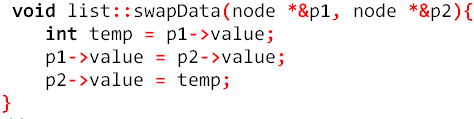 void list::swapData(node *&p1, node *&p2){
int temp = p1->value;
p1->value = p2->value;
p2->value = temp;
}